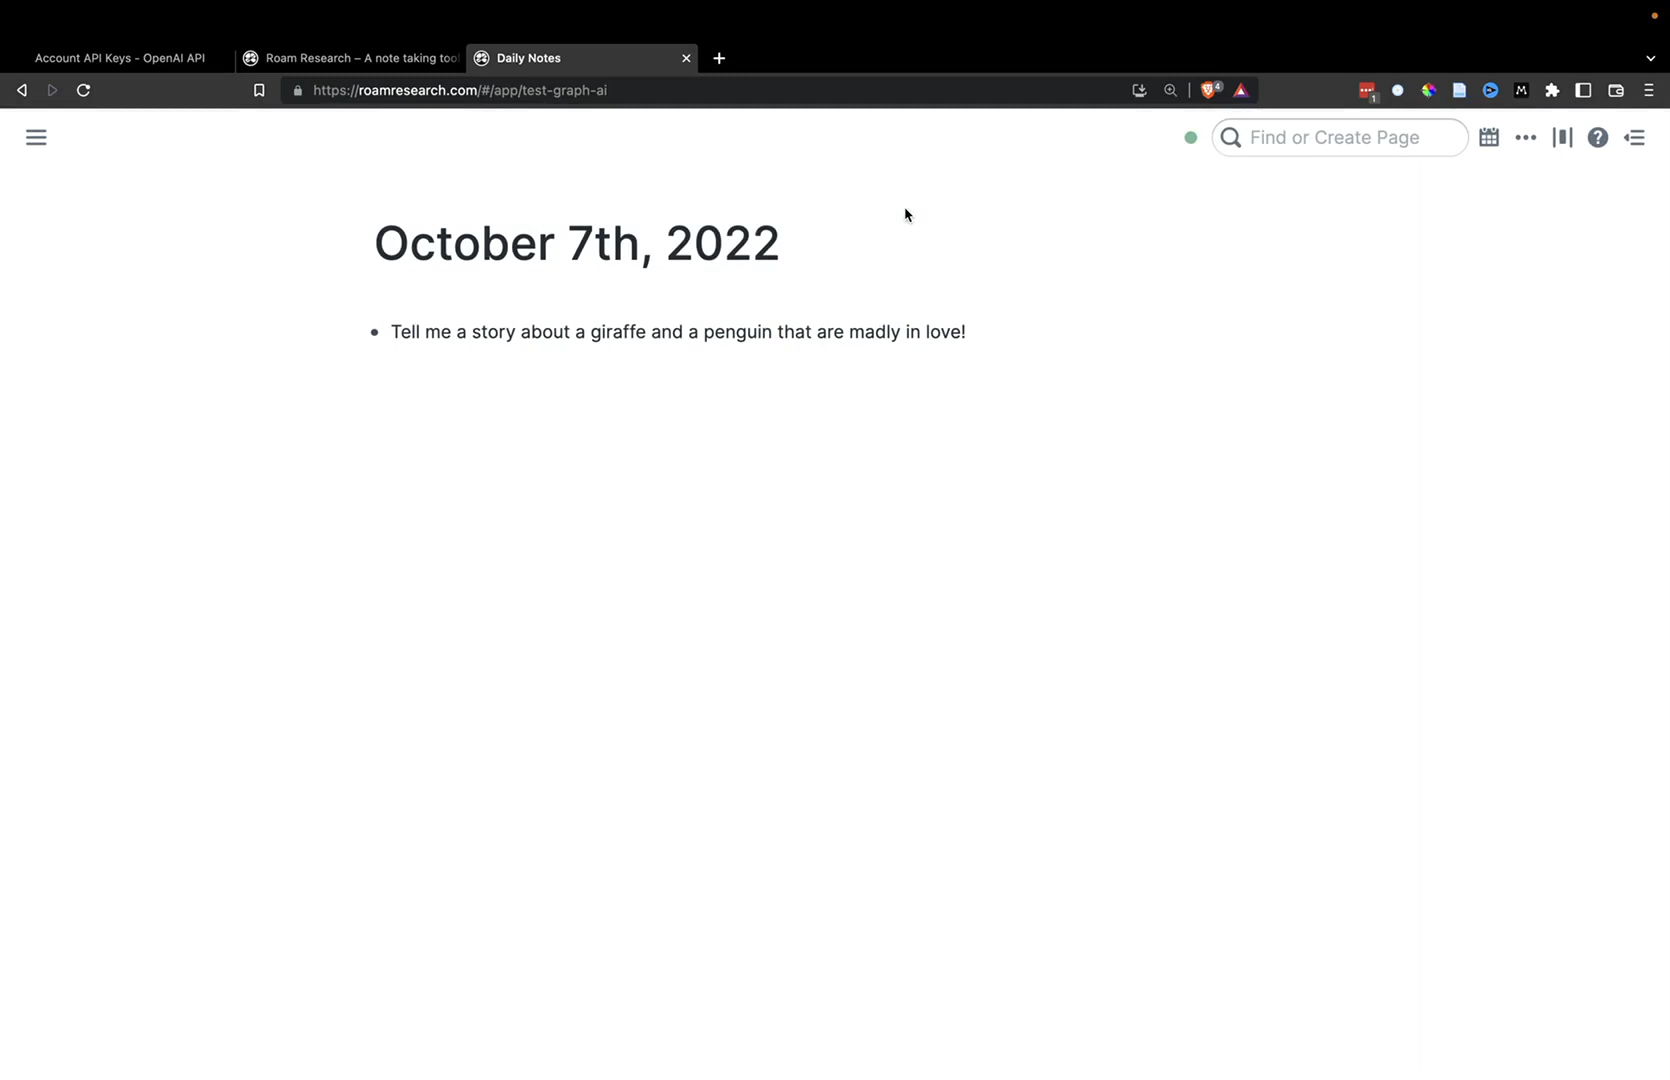 Account API Keys - OpenAI API
Roam Research – A note taking tool
Daily Notes
https://roamresearch.com/#/app/test-graph-ai
4
1
M
Find or Create Page
October 7th, 2022
Tell me a story about a giraffe and a penguin that are madly in love!